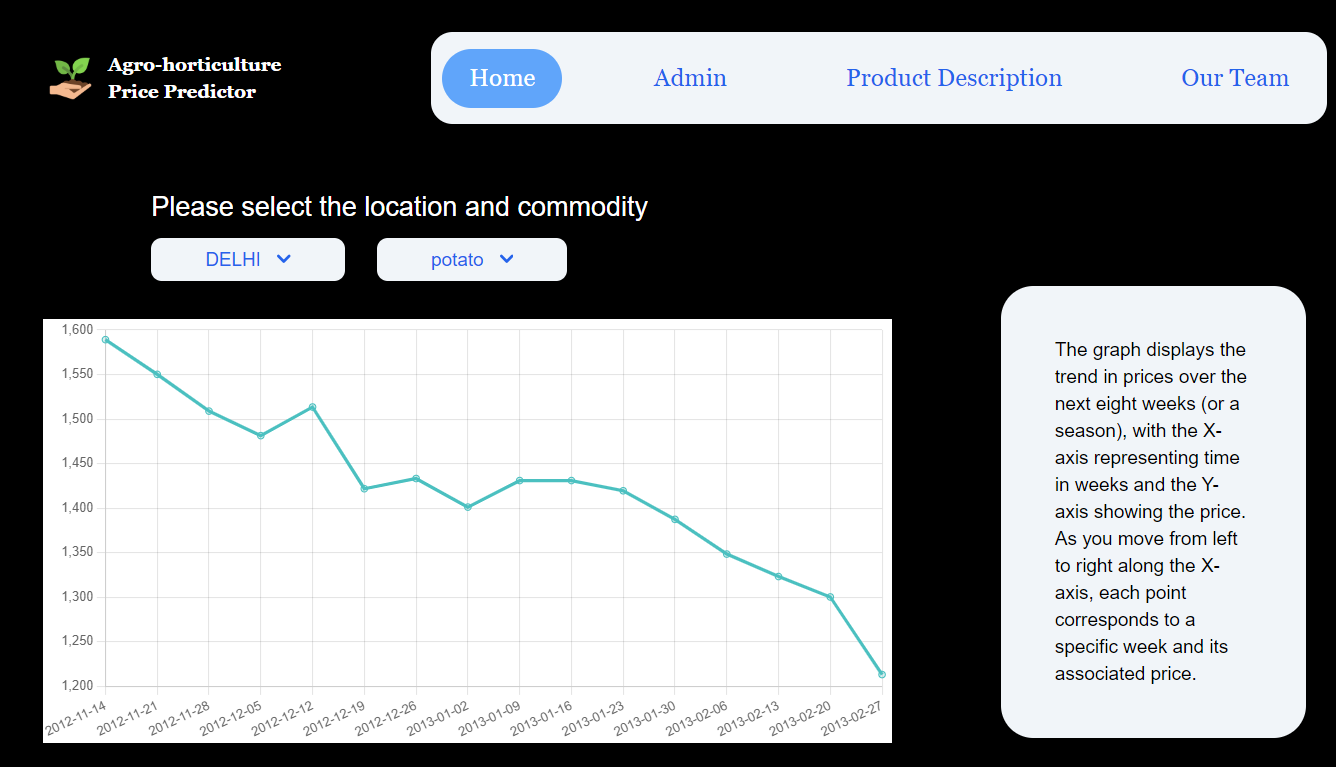 Agro-horticulture
Price Predictor
Home
Admin
Product Description
Our Team
Please select the location and commodity
DELHI
potato
1,600
1,550
1,500
1,450
1,400
1,350
1,300
1,250
1,200
2012-11-14
2012-11-21
2012-11-28
2012-12-05
2012-12-12
2012-12-19
2012-12-26
2013-01-02
2013-01-09
2013-01-16
2013-01-23
2013-01-30
2013-02-06
2013-02-13
2013-02-20
2013-02-27
The graph displays the
trend in prices over the
next eight weeks (or a
season), with the X-
axis representing time
in weeks and the Y-
axis showing the price.
As you move from left
to right along the X-
axis, each point
corresponds to a
specific week and its
associated price.